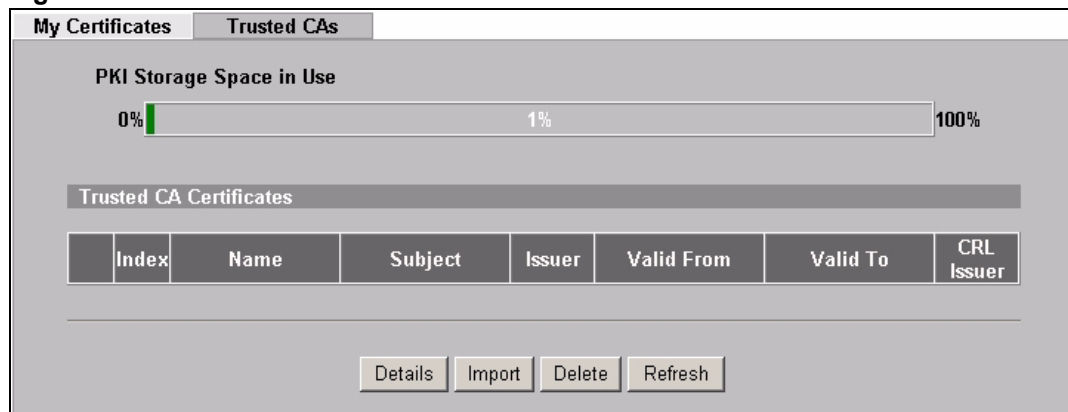 My Certificates Trusted CAs
PKI Storage Space in Use
0% 1% 100%
Trusted CA Certificates
Index Name Subject Issuer Valid From Valid To CRL Issuer
Details Import Delete Refresh